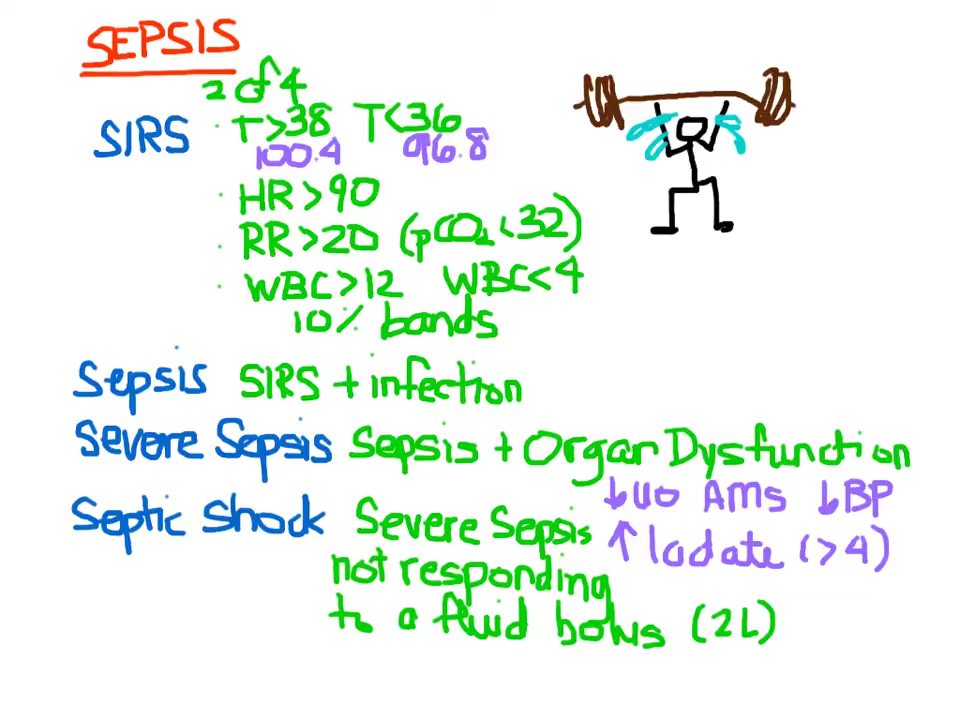 SEPSIS
2 of 4
SIRS · T>38 T<36
100.4 96.8
· HR>90
· RR>20 (pCO2<32)
· WBC>12 WBC<4
10% bands
Sepsis SIRS + infection
Severe Sepsis Sepsis + Organ Dysfunction
↓UO AMS ↓BP
Septic Shock Severe Sepsis ↑ lactate (>4)
not responding
to a fluid bolus (2L)